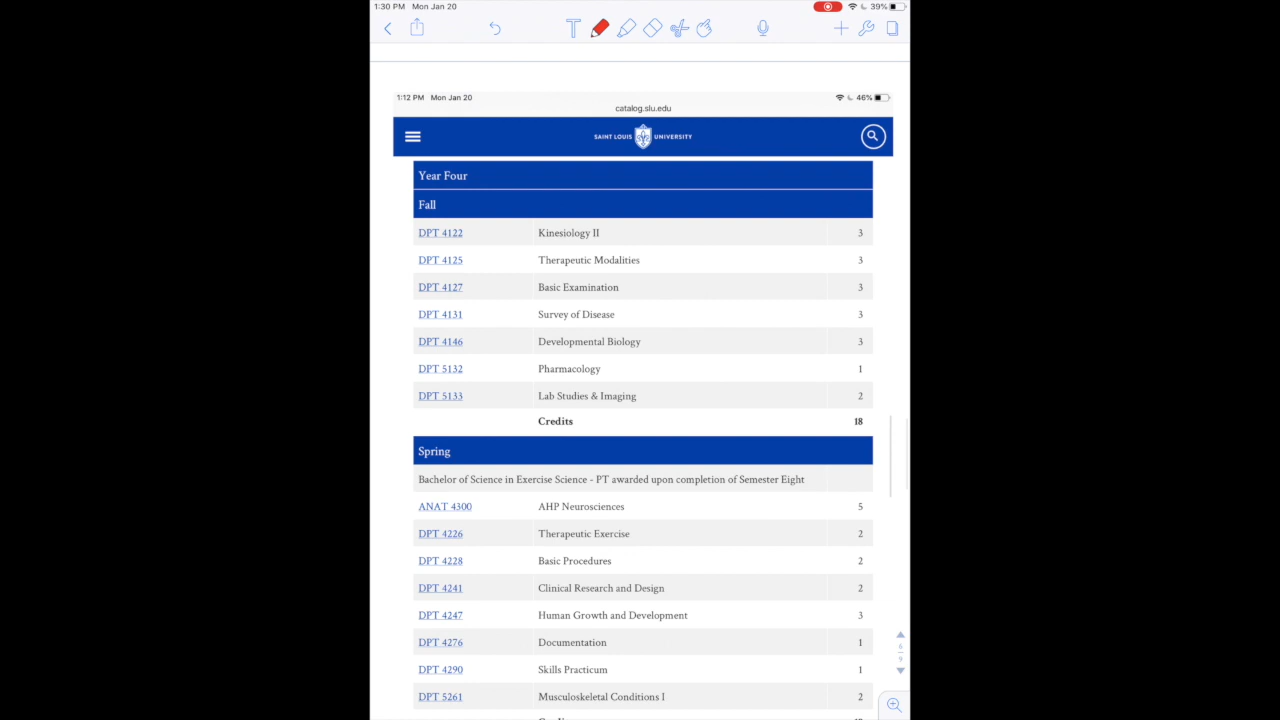 1:30 PM Mon Jan 20 39%
T
1:12 PM Mon Jan 20 46%
catalog.slu.edu
SAINT LOUIS UNIVERSITY
Year Four
Fall
DPT 4122 Kinesiology II 3
DPT 4125 Therapeutic Modalities 3
DPT 4127 Basic Examination 3
DPT 4131 Survey of Disease 3
DPT 4146 Developmental Biology 3
DPT 5132 Pharmacology 1
DPT 5133 Lab Studies & Imaging 2
Credits 18
Spring
Bachelor of Science in Exercise Science - PT awarded upon completion of Semester Eight
ANAT 4300 AHP Neurosciences 5
DPT 4226 Therapeutic Exercise 2
DPT 4228 Basic Procedures 2
DPT 4241 Clinical Research and Design 2
DPT 4247 Human Growth and Development 3
DPT 4276 Documentation 1
6
9
DPT 4290 Skills Practicum 1
DPT 5261 Musculoskeletal Conditions I 2